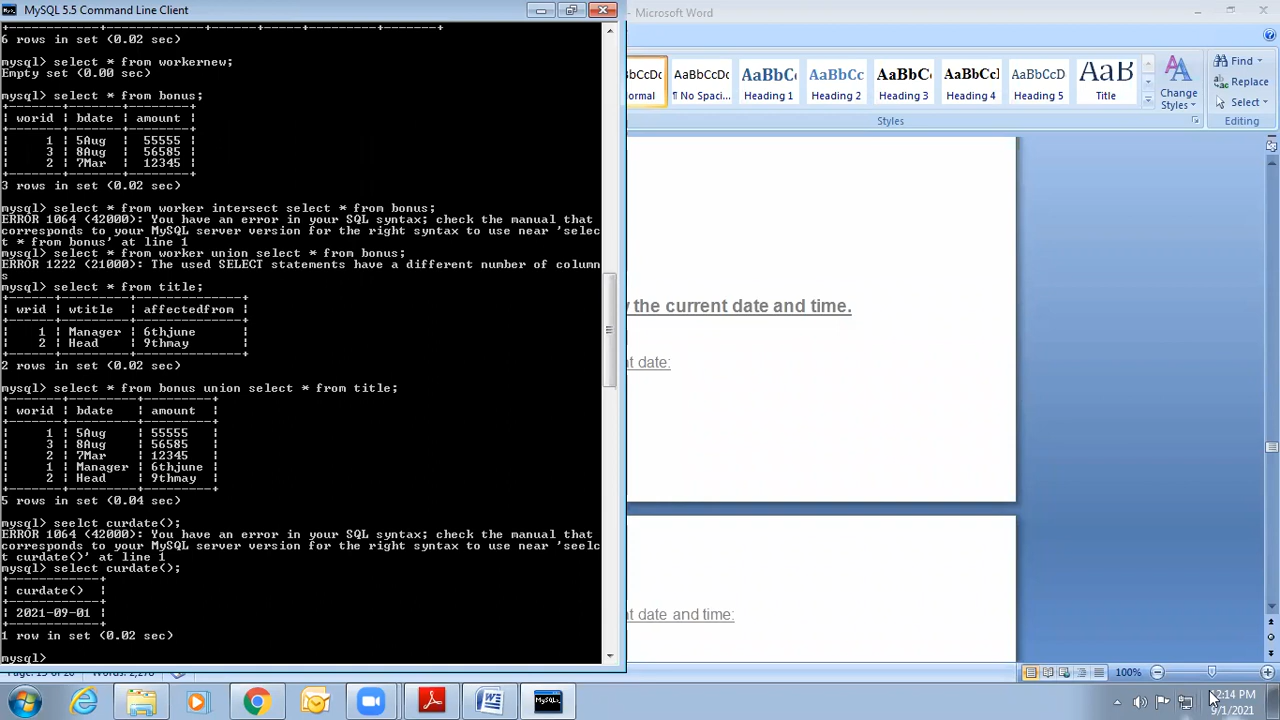 MySQL 5.5 Command Line Client
+---------------+--------------+-------+-----+---------+--------+
6 rows in set (0.02 sec)
mysql> select * from workernew;
Empty set (0.00 sec)
mysql> select * from bonus;
+-------+-------+--------+
| worid | bdate | amount |
+-------+-------+--------+
| 1 | 5Aug | 55555 |
| 3 | 8Aug | 56585 |
| 2 | 7Mar | 12345 |
+-------+-------+--------+
3 rows in set (0.02 sec)
mysql> select * from worker intersect select * from bonus;
ERROR 1064 (42000): You have an error in your SQL syntax; check the manual that
corresponds to your MySQL server version for the right syntax to use near 'selec
t * from bonus' at line 1
mysql> select * from worker union select * from bonus;
ERROR 1222 (21000): The used SELECT statements have a different number of column
s
mysql> select * from title;
+------+---------+--------------+
| wrid | wtitle | affectedfrom |
+------+---------+--------------+
| 1 | Manager | 6thjune |
| 2 | Head | 9thmay |
+------+---------+--------------+
2 rows in set (0.02 sec)
mysql> select * from bonus union select * from title;
+-------+---------+---------+
| worid | bdate | amount |
+-------+---------+---------+
| 1 | 5Aug | 55555 |
| 3 | 8Aug | 56585 |
| 2 | 7Mar | 12345 |
| 1 | Manager | 6thjune |
| 2 | Head | 9thmay |
+-------+---------+---------+
5 rows in set (0.04 sec)
mysql> seelct curdate();
ERROR 1064 (42000): You have an error in your SQL syntax; check the manual that
corresponds to your MySQL server version for the right syntax to use near 'seelc
t curdate()' at line 1
mysql> select curdate();
+------------+
| curdate() |
+------------+
| 2021-09-01 |
+------------+
1 row in set (0.02 sec)
mysql>
- Microsoft Word
AaBbCcDc AaBbCcDc AaBbC AaBbCc AaBbCc AaBbCc AaBbCcD AaB
ormal ¶ No Spaci... Heading 1 Heading 2 Heading 3 Heading 4 Heading 5 Title
Change
Styles
Find
Replace
Select
Styles
Editing
the current date and time.
nt date:
nt date and time:
100%
2:14 PM
9/1/2021